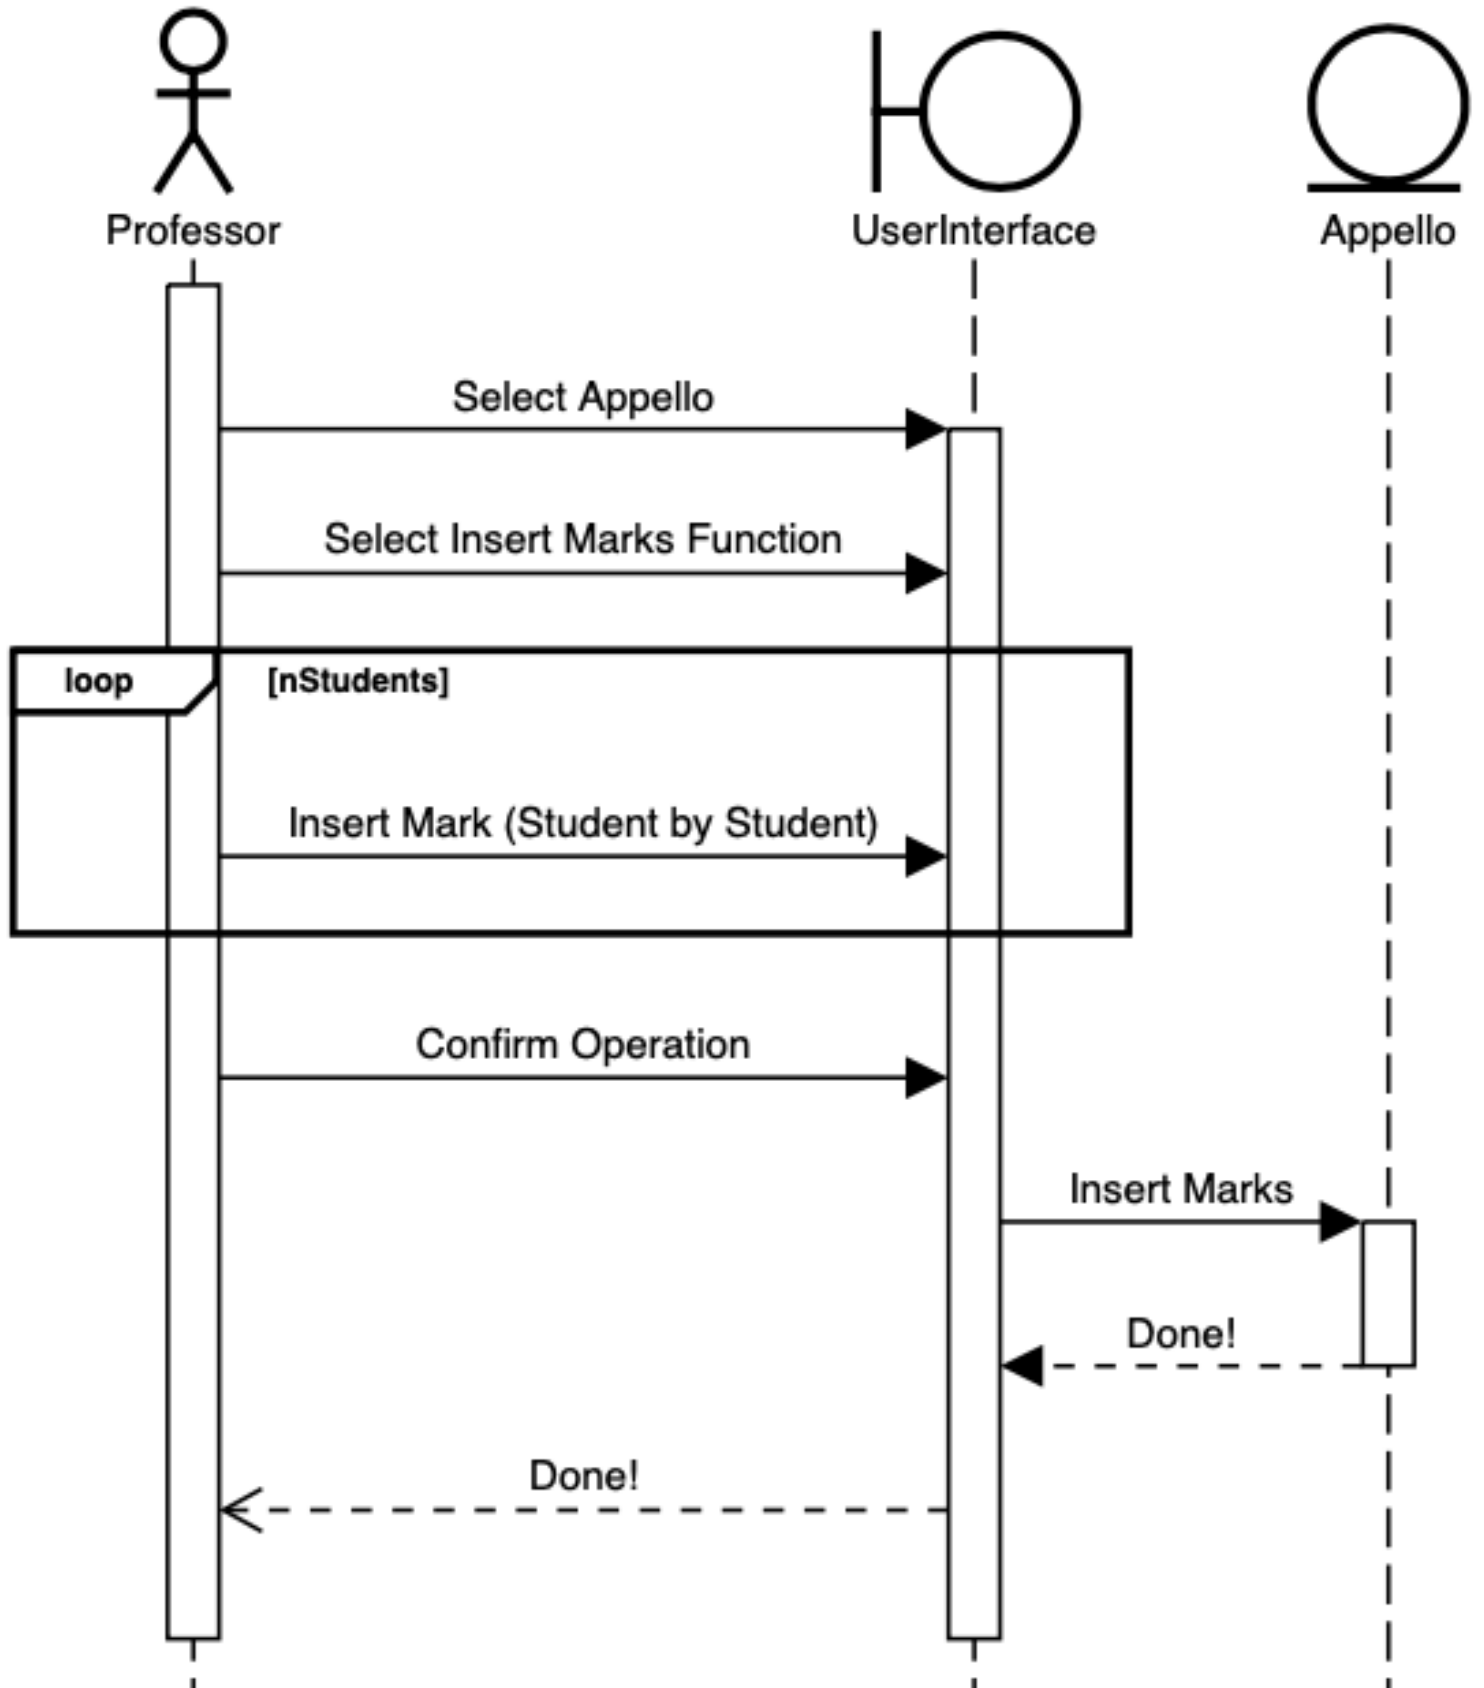 Professor
UserInterface
Appello
Select Appello
Select Insert Marks Function
loop
[nStudents]
Insert Mark (Student by Student)
Confirm Operation
Insert Marks
Done!
Done!